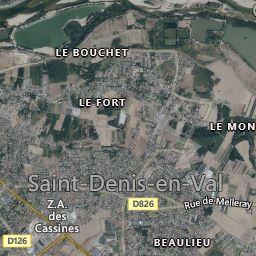 LE BOUCHET
LE FORT
LE MON
Saint-Denis-en-Val
Z.A.
des
Cassines
D826
Rue de Melleray
D126
BEAULIEU